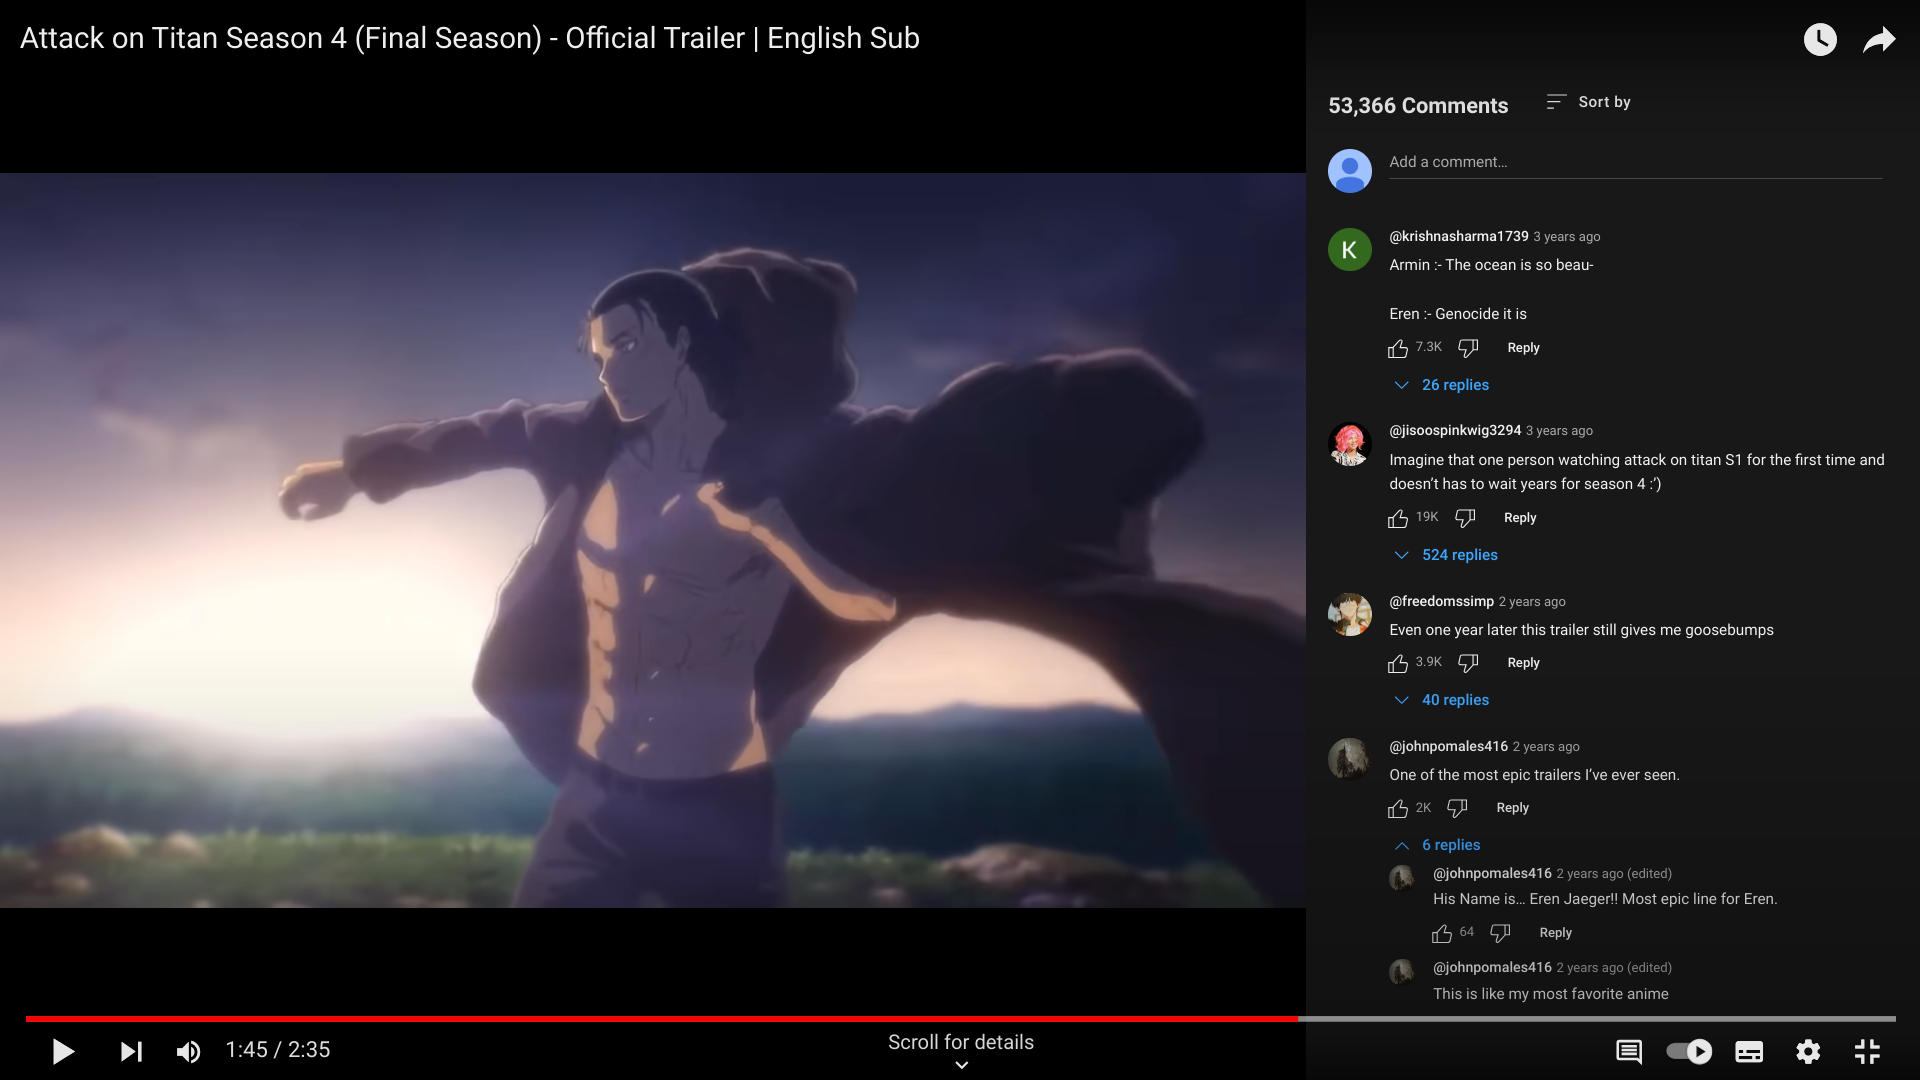 Attack on Titan Season 4 (Final Season) - Official Trailer | English Sub
53,366 Comments
Sort by
Add a comment...
K
@krishnasharma1739 3 years ago
Armin :- The ocean is so beau-
Eren :- Genocide it is
7.3K Reply
26 replies
@jisoospinkwig3294 3 years ago
Imagine that one person watching attack on titan S1 for the first time and
doesn’t has to wait years for season 4 :’)
19K Reply
524 replies
@freedomssimp 2 years ago
Even one year later this trailer still gives me goosebumps
3.9K Reply
40 replies
@johnpomales416 2 years ago
One of the most epic trailers I’ve ever seen.
2K Reply
6 replies
@johnpomales416 2 years ago (edited)
His Name is... Eren Jaeger!! Most epic line for Eren.
64 Reply
@johnpomales416 2 years ago (edited)
This is like my most favorite anime
1:45 / 2:35
Scroll for details